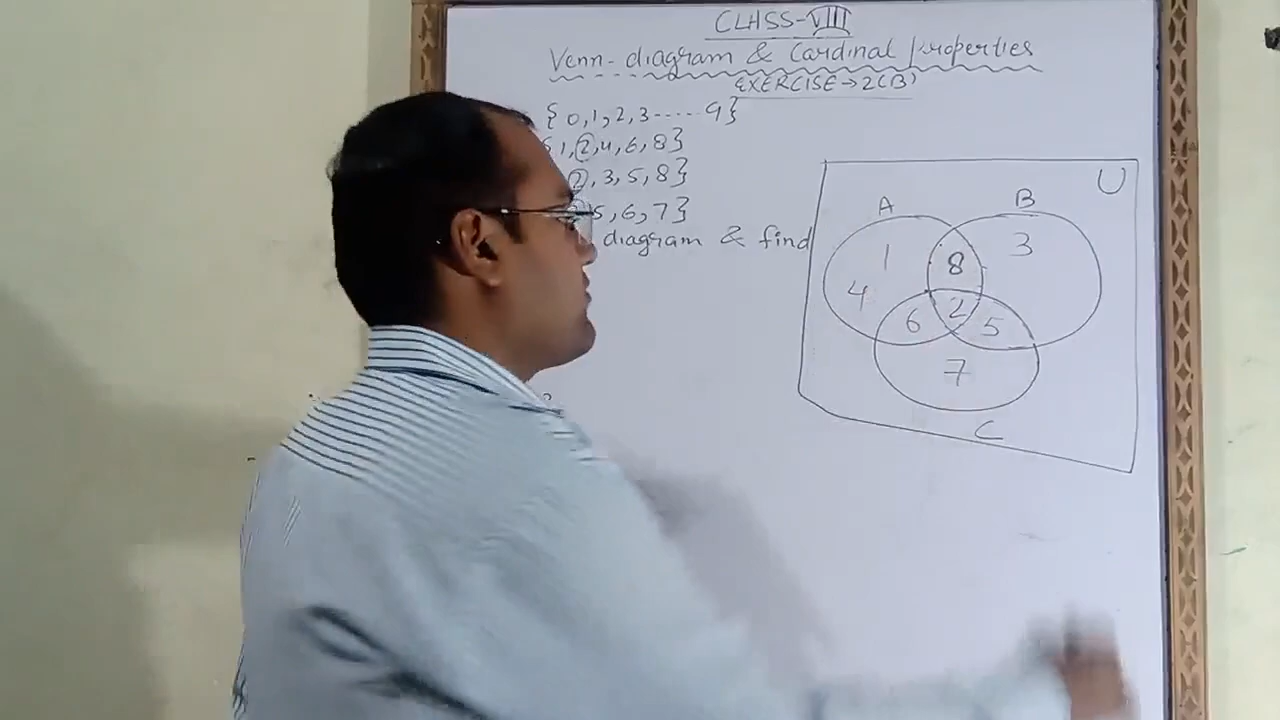 CLASS-VIII
Venn-diagram & Cardinal Properties
EXERCISE→2(B)
{0,1,2,3.....9}
1,2,4,6,8}
2,3,5,8}
5,6,7}
diagram & find
U
A B
1 8 3
4
6 2 5
7
C